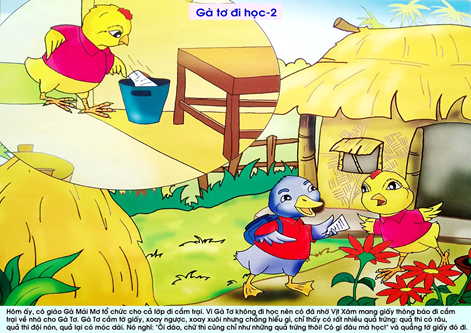 Gà tơ đi học-2
Hôm ấy, cô giáo Gà Mái Mơ tổ chức cho cả lớp đi cắm trại. Vì Gà Tơ không đi học nên cô đã nhờ Vịt Xám mang giấy thông báo đi cắm
trại về nhà cho Gà Tơ. Gà Tơ cầm tờ giấy, xoay ngược, xoay xuôi nhưng chẳng hiểu gì, chỉ thấy có rất nhiều quả trứng: quả thì có râu,
quả thì đội nón, quả lại có móc dài. Nó nghĩ: "Ôi dào, chữ thì cũng chỉ như những quả trứng thôi! Có gì đâu mà học!" và quẳng tờ giấy đi